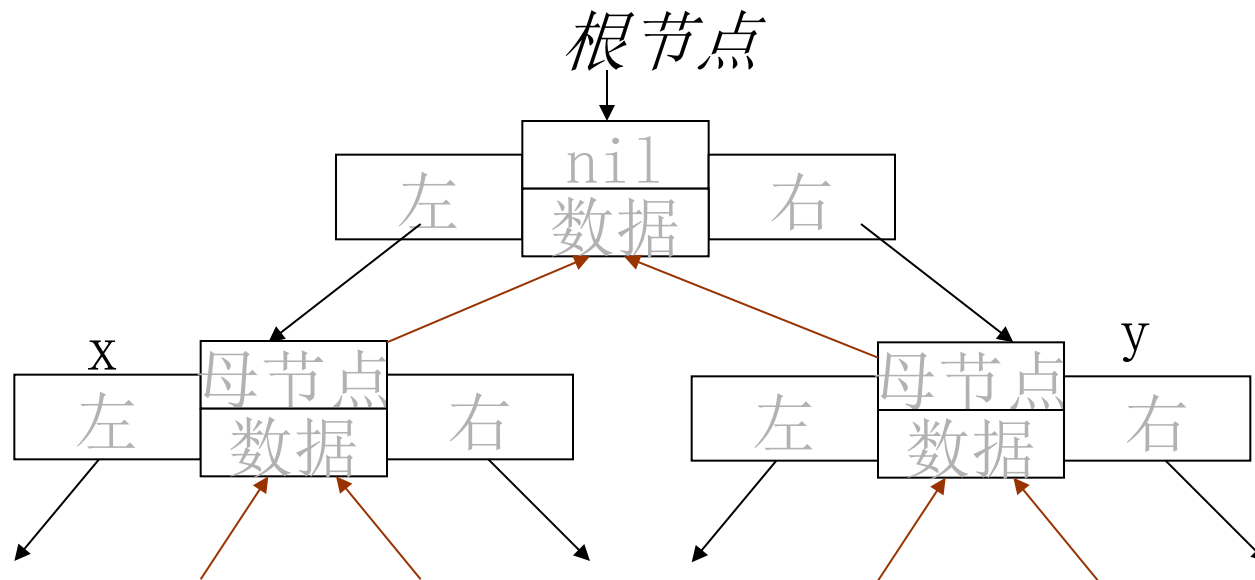 根节点
nil
左 数据 右
x y
母节点 母节点
左 数据 右 左 数据 右